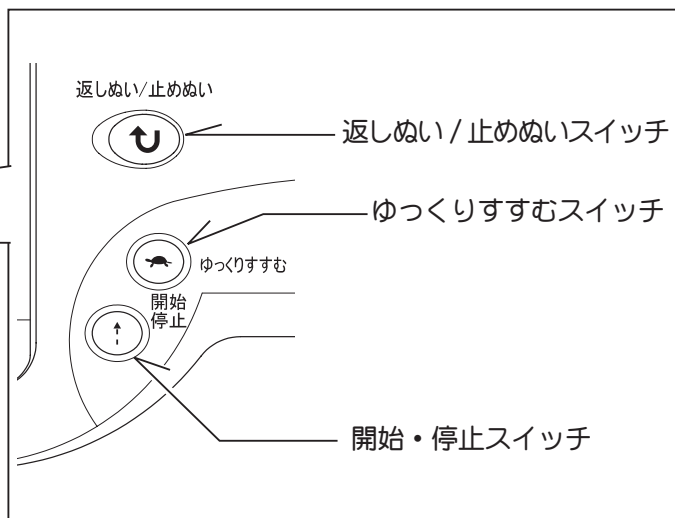 返しぬい/止めぬい
返しぬい/止めぬいスイッチ
ゆっくりすすむスイッチ
ゆっくりすすむ
開始
停止
開始・停止スイッチ